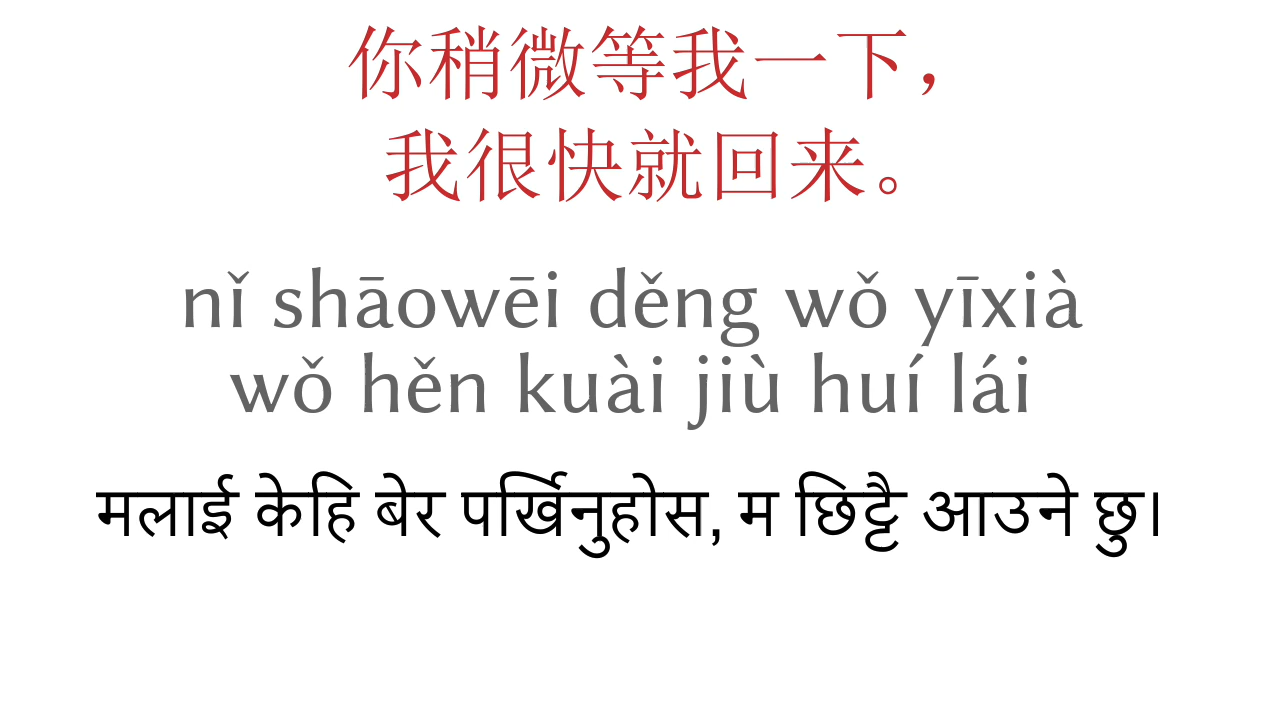 你稍微等我一下，
我很快就回来。
nǐ shāowēi děng wǒ yīxià
wǒ hěn kuài jiù huí lái
मलाई केहि बेर पर्खिनुहोस, म छिट्टै आउने छु।